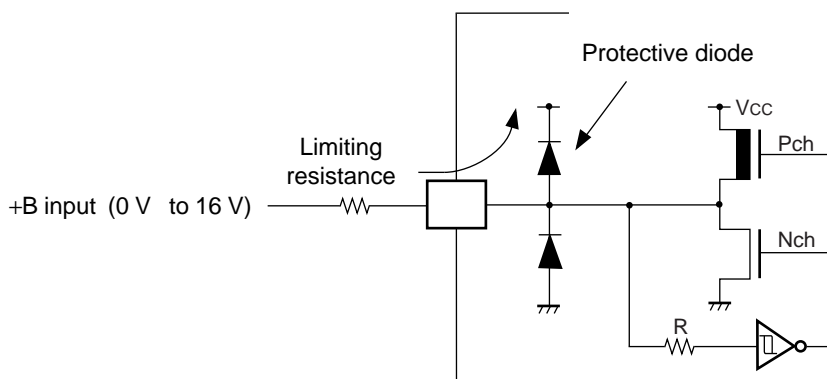 Protective diode
VCC
Limiting
resistance
Pch
+B input (0 V to 16 V)
Nch
R